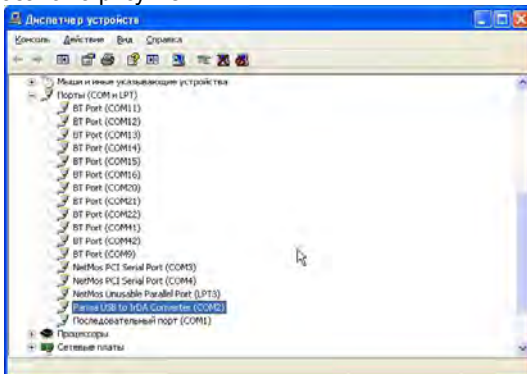 Диспетчер устройств
Консоль Действие Вид Справка
Мыши и иные указывающие устройства
Порты (COM и LPT)
BT Port (COM11)
BT Port (COM12)
BT Port (COM13)
BT Port (COM14)
BT Port (COM15)
BT Port (COM16)
BT Port (COM20)
BT Port (COM21)
BT Port (COM22)
BT Port (COM41)
BT Port (COM42)
BT Port (COM9)
NetMos PCI Serial Port (COM3)
NetMos PCI Serial Port (COM4)
NetMos Unusable Parallel Port (LPT3)
USB to IrDA Converter (COM2)
Последовательный порт (COM1)
Процессоры
Сетевые платы